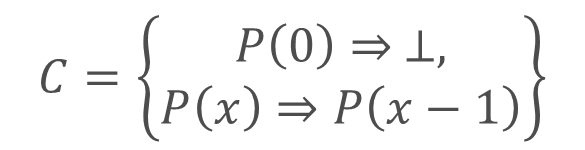 C = { P(0) ⇒ ⊥,
P(x) ⇒ P(x − 1) }